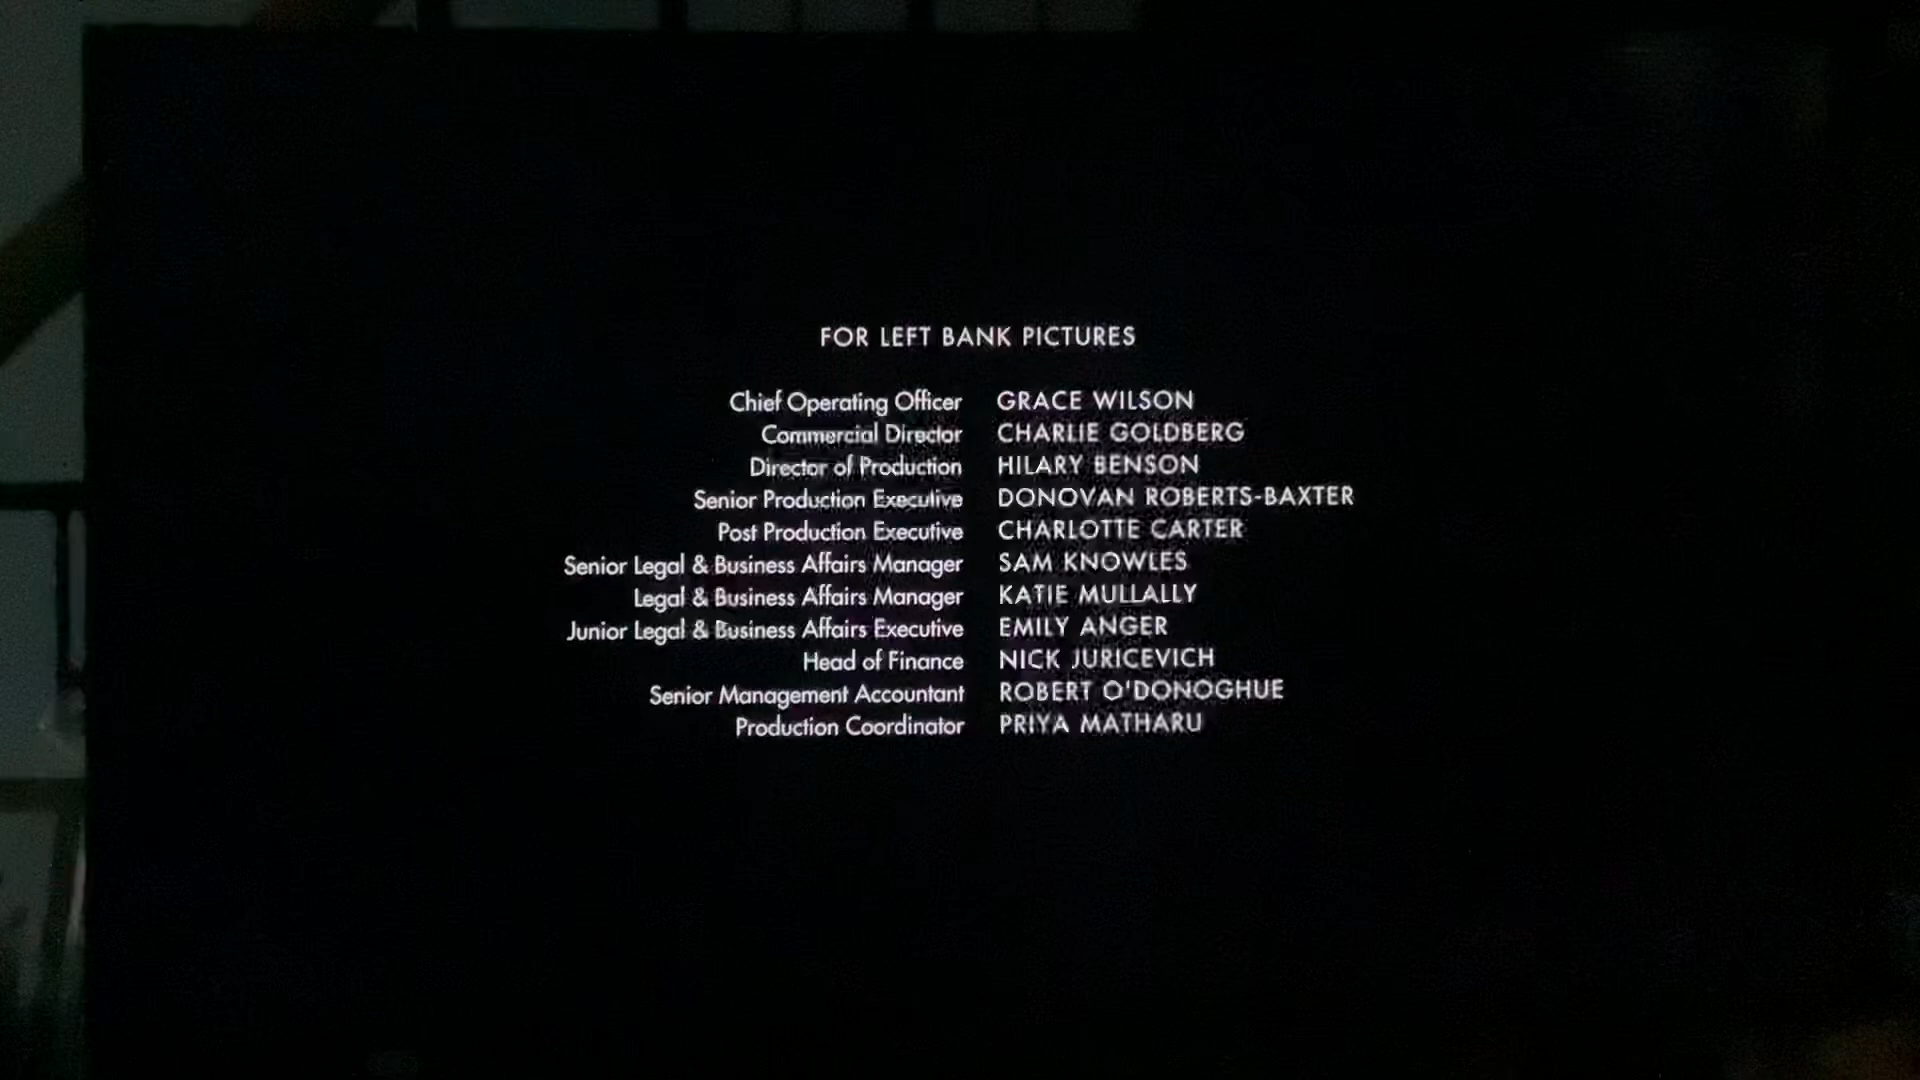 FOR LEFT BANK PICTURES
Chief Operating Officer GRACE WILSON
Commercial Director CHARLIE GOLDBERG
Director of Production HILARY BENSON
Senior Production Executive DONOVAN ROBERTS-BAXTER
Post Production Executive CHARLOTTE CARTER
Senior Legal & Business Affairs Manager SAM KNOWLES
Legal & Business Affairs Manager KATIE MULLALLY
Junior Legal & Business Affairs Executive EMILY ANGER
Head of Finance NICK JURICEVICH
Senior Management Accountant ROBERT O'DONOGHUE
Production Coordinator PRIYA MATHARU